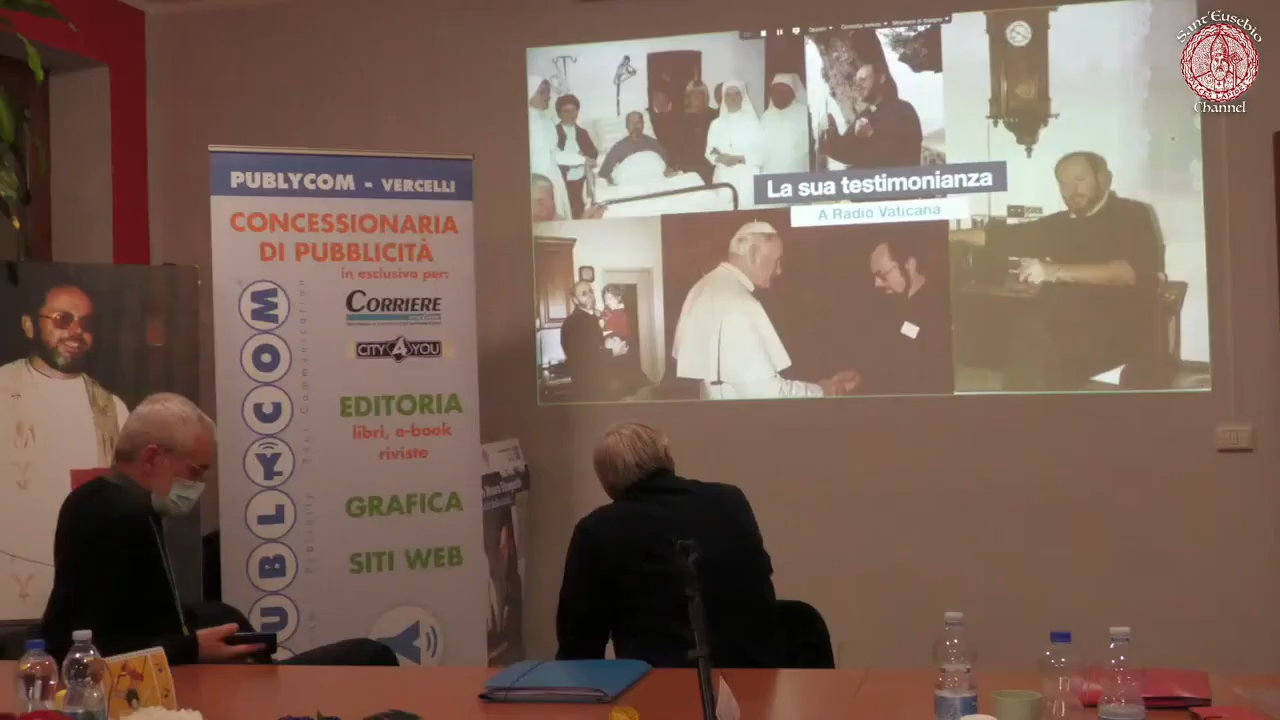 Sant'Eusebio
Channel
La sua testimonianza
A Radio Vaticana
PUBLYCOM - VERCELLI
CONCESSIONARIA
DI PUBBLICITÀ
in esclusiva per:
CORRIERE
CITY4YOU
EDITORIA
libri, e-book
riviste
GRAFICA
SITI WEB
UBLYCOM